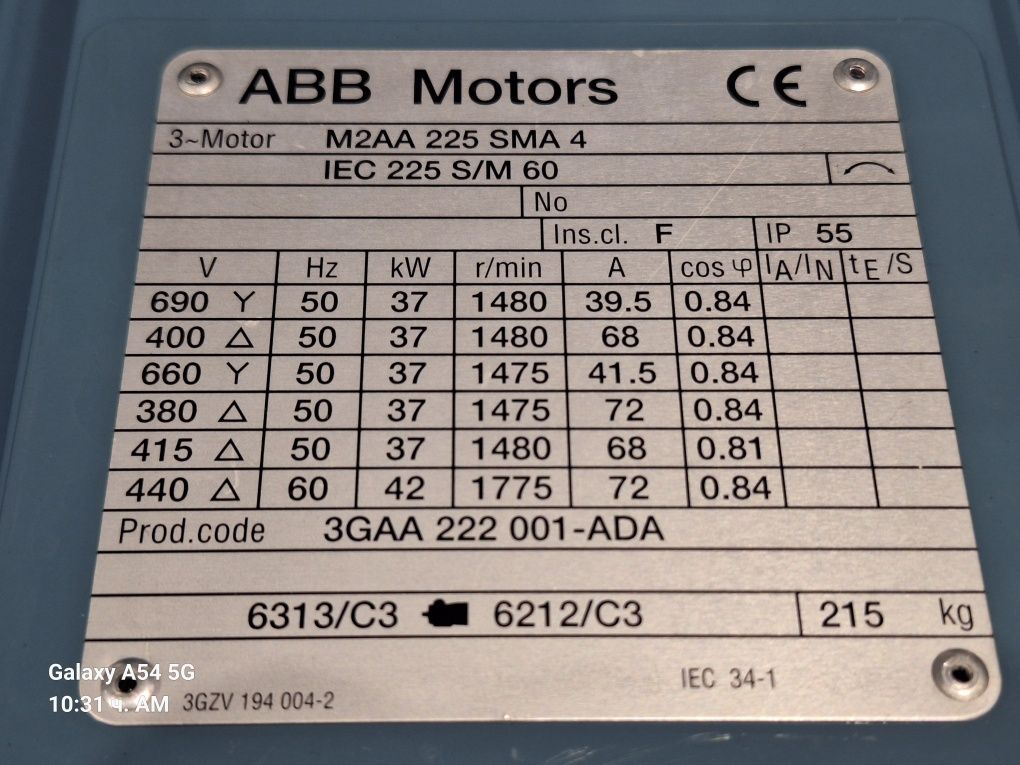 ABB Motors CE
3~Motor M2AA 225 SMA 4
IEC 225 S/M 60
No
Ins.cl. F IP 55
V Hz kW r/min A cos φ IA/IN tE/S
690 Y 50 37 1480 39.5 0.84
400 △ 50 37 1480 68 0.84
660 Y 50 37 1475 41.5 0.84
380 △ 50 37 1475 72 0.84
415 △ 50 37 1480 68 0.81
440 △ 60 42 1775 72 0.84
Prod.code 3GAA 222 001-ADA
6313/C3 6212/C3 215 kg
IEC 34-1
3GZV 194 004-2
Galaxy A54 5G
10:31 ч. AM